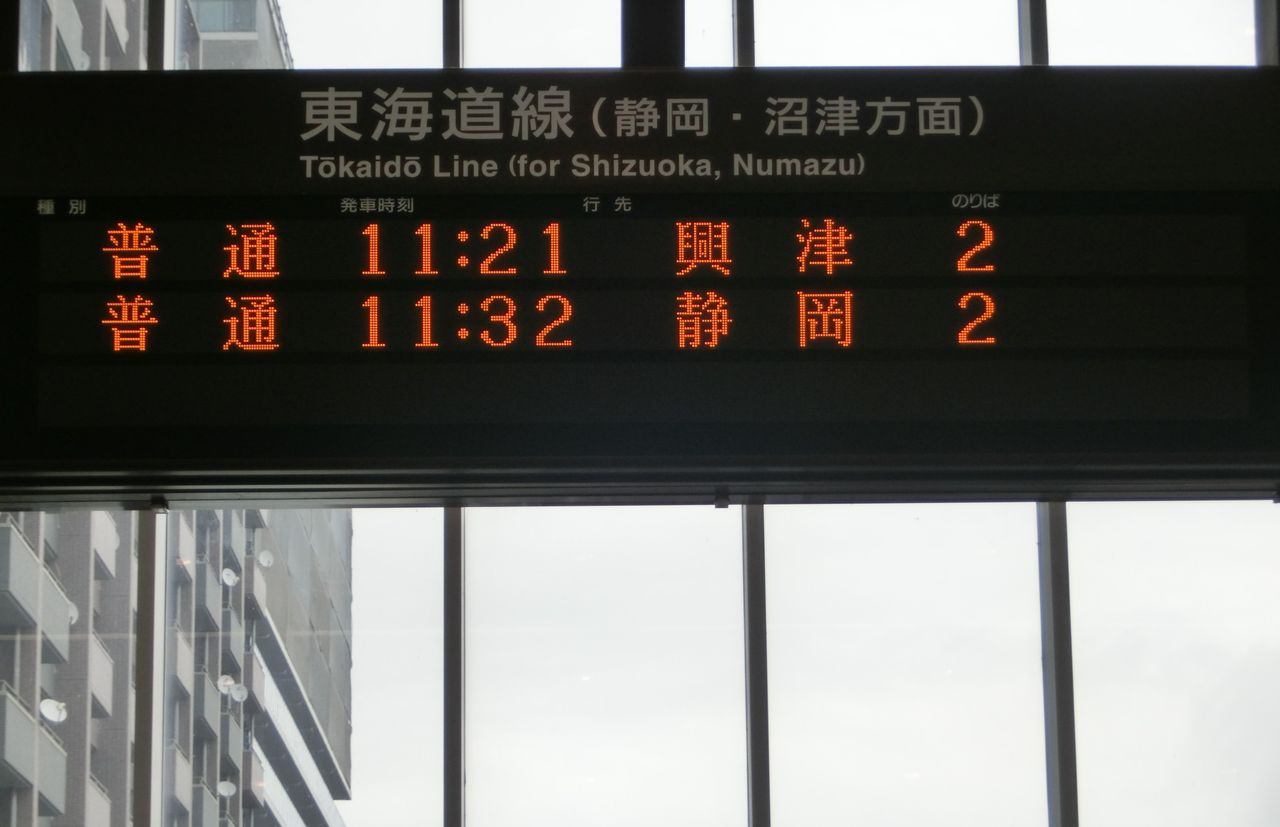 東海道線（静岡・沼津方面）
Tōkaidō Line (for Shizuoka, Numazu)
種別 発車時刻 行先 のりば
普通 11:21 興津 2
普通 11:32 静岡 2